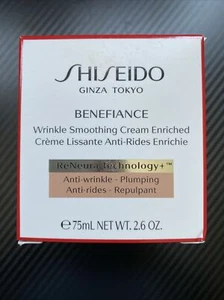 SHISEIDO
GINZA TOKYO
BENEFIANCE
Wrinkle Smoothing Cream Enriched
Crème Lissante Anti-Rides Enrichie
ReNeura Technology+™
Anti-wrinkle - Plumping
Anti-rides - Repulpant
℮ 75mL NET WT. 2.6 OZ.